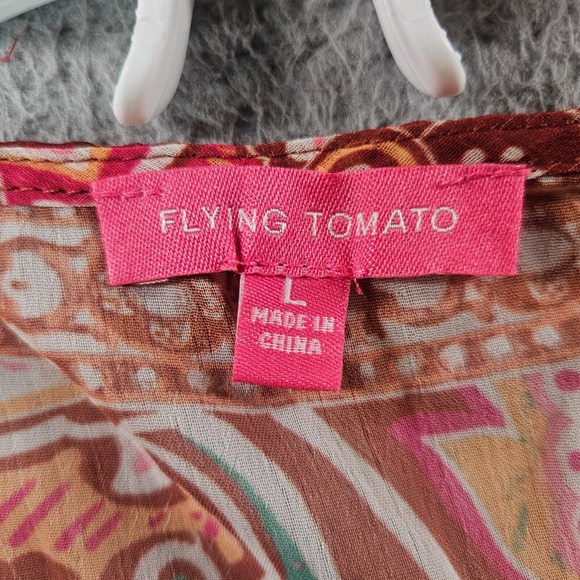 FLYING TOMATO
L
MADE IN
CHINA